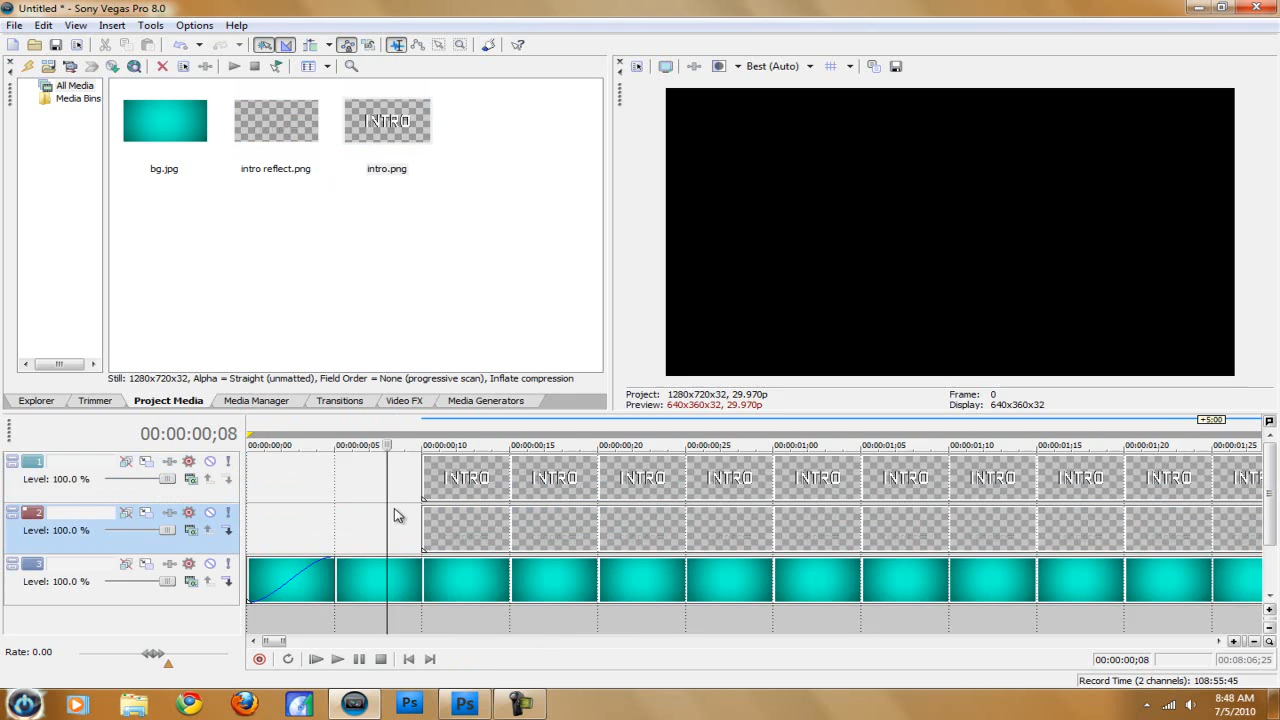 Untitled * - Sony Vegas Pro 8.0
File Edit View Insert Tools Options Help
Best (Auto)
All Media
Media Bins
INTRO
bg.jpg intro reflect.png intro.png
Still: 1280x720x32, Alpha = Straight (unmatted), Field Order = None (progressive scan), Inflate compression
Explorer Trimmer Project Media Media Manager Transitions Video FX Media Generators
Project: 1280x720x32, 29.970p Frame: 0
Preview: 640x360x32, 29.970p Display: 640x360x32
+5:00
00:00:00;08
00:00:00;00 00:00:00;05 00:00:00;10 00:00:00;15 00:00:00;20 00:00:00;25 00:00:01;00 00:00:01;05 00:00:01;10 00:00:01;15 00:00:01;20 00:00:01;25
1
Level: 100.0 %
INTRO INTRO INTRO INTRO INTRO INTRO INTRO INTRO INTRO
2
Level: 100.0 %
3
Level: 100.0 %
Rate: 0.00
00:00:00;08 00:08:06;25
Record Time (2 channels): 108:55:45
Ps Ps
8:48 AM
7/5/2010